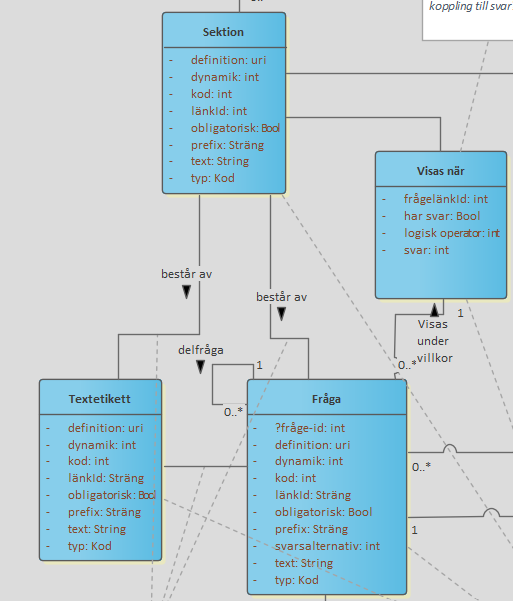 koppling till svar
Sektion
- definition: uri
- dynamik: int
- kod: int
- länkId: int
- obligatorisk: Bool
- prefix: Sträng
- text: String
- typ: Kod
Visas när
- frågelänkId: int
- har svar: Bool
- logisk operator: int
- svar: int
består av
består av
1
Visas
under
villkor
0..*
delfråga
1
0..*
Textetikett
- definition: uri
- dynamik: int
- kod: int
- länkId: Sträng
- obligatorisk: Bool
- prefix: Sträng
- text: String
- typ: Kod
Fråga
- ?fråge-id: int
- definition: uri
- dynamik: int
- kod: int
- länkId: Sträng
- obligatorisk: Bool
- prefix: Sträng
- svarsalternativ: int
- text: String
- typ: Kod
0..*
1